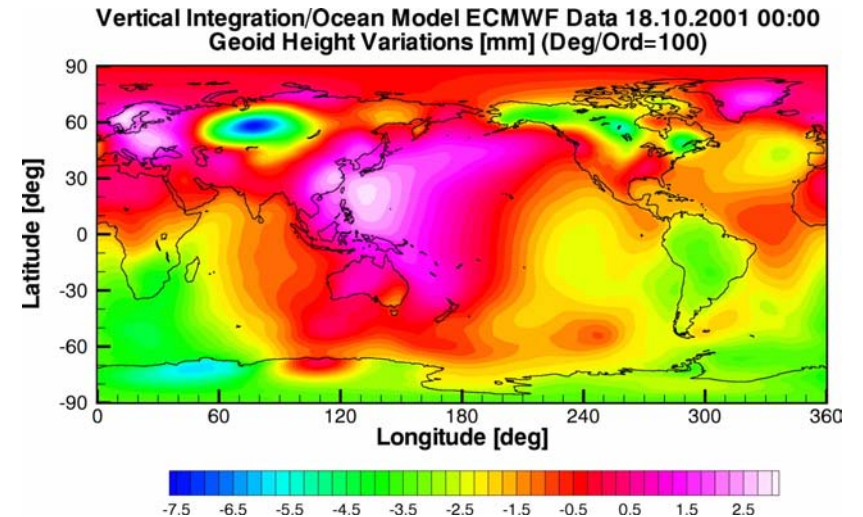 Vertical Integration/Ocean Model ECMWF Data 18.10.2001 00:00
Geoid Height Variations [mm] (Deg/Ord=100)
90
60
30
0
-30
-60
-90
Latitude [deg]
0 60 120 180 240 300 360
Longitude [deg]
-7.5 -6.5 -5.5 -4.5 -3.5 -2.5 -1.5 -0.5 0.5 1.5 2.5